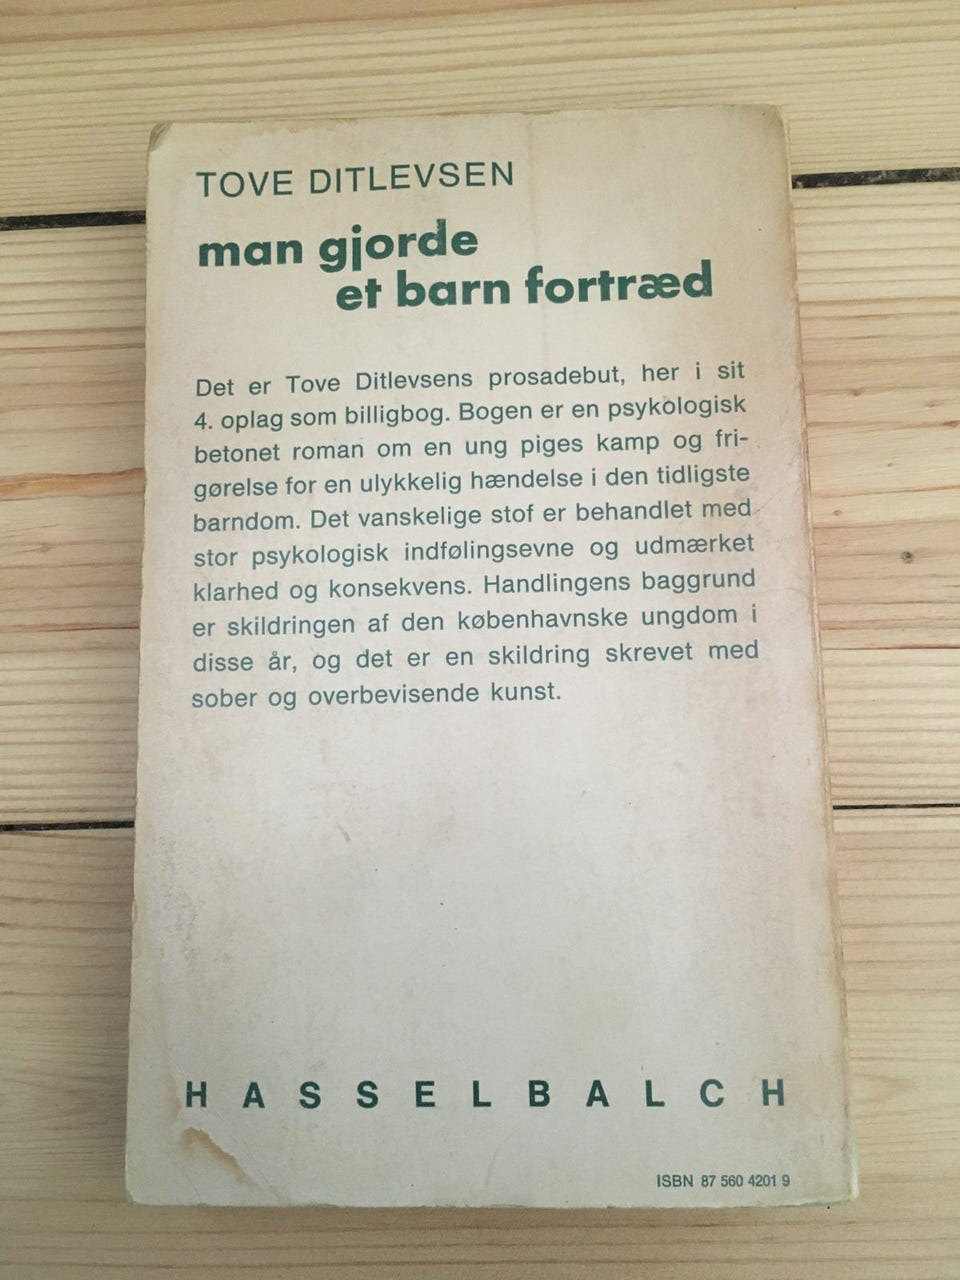 TOVE DITLEVSEN
man gjorde
et barn fortræd
Det er Tove Ditlevsens prosadebut, her i sit
4. oplag som billigbog. Bogen er en psykologisk
betonet roman om en ung piges kamp og fri-
gørelse for en ulykkelig hændelse i den tidligste
barndom. Det vanskelige stof er behandlet med
stor psykologisk indfølingsevne og udmærket
klarhed og konsekvens. Handlingens baggrund
er skildringen af den københavnske ungdom i
disse år, og det er en skildring skrevet med
sober og overbevisende kunst.
HASSELBALCH
ISBN 87 560 4201 9